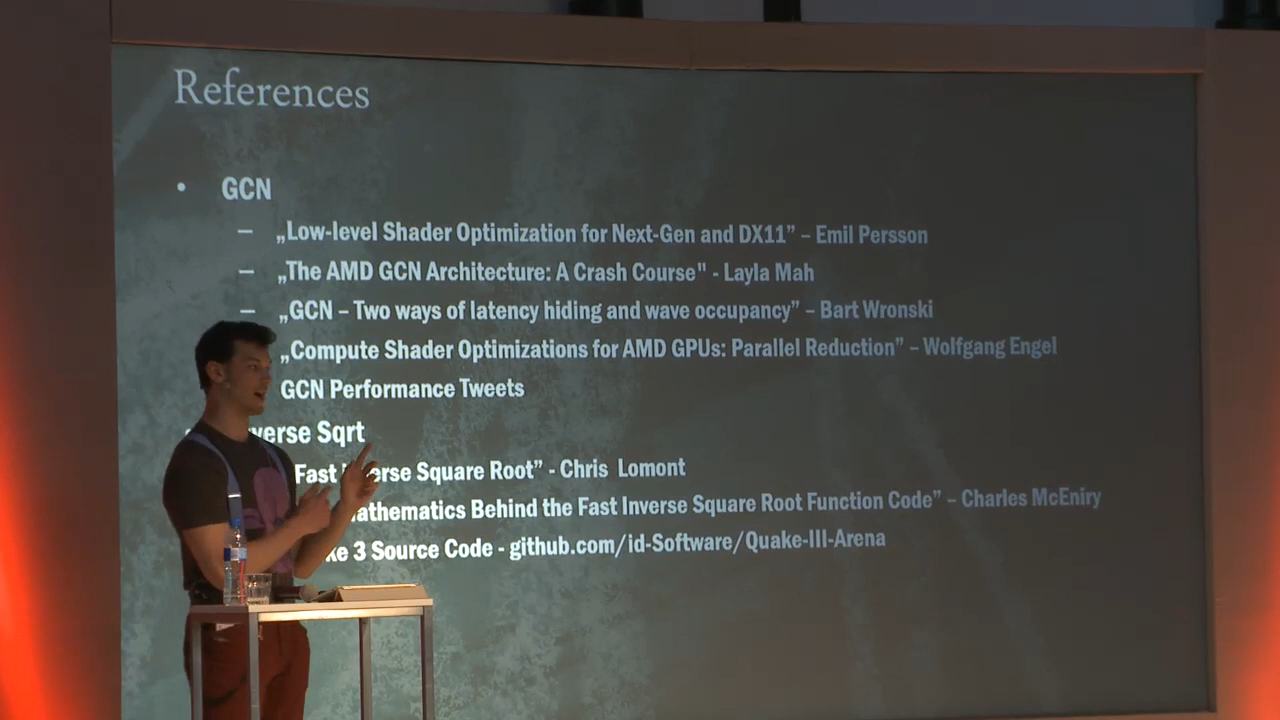 References
• GCN
– „Low-level Shader Optimization for Next-Gen and DX11” – Emil Persson
– „The AMD GCN Architecture: A Crash Course" - Layla Mah
– „GCN – Two ways of latency hiding and wave occupancy” – Bart Wronski
„Compute Shader Optimizations for AMD GPUs: Parallel Reduction” – Wolfgang Engel
GCN Performance Tweets
verse Sqrt
Fast Inverse Square Root” - Chris Lomont
athematics Behind the Fast Inverse Square Root Function Code” – Charles McEniry
ke 3 Source Code - github.com/id-Software/Quake-III-Arena